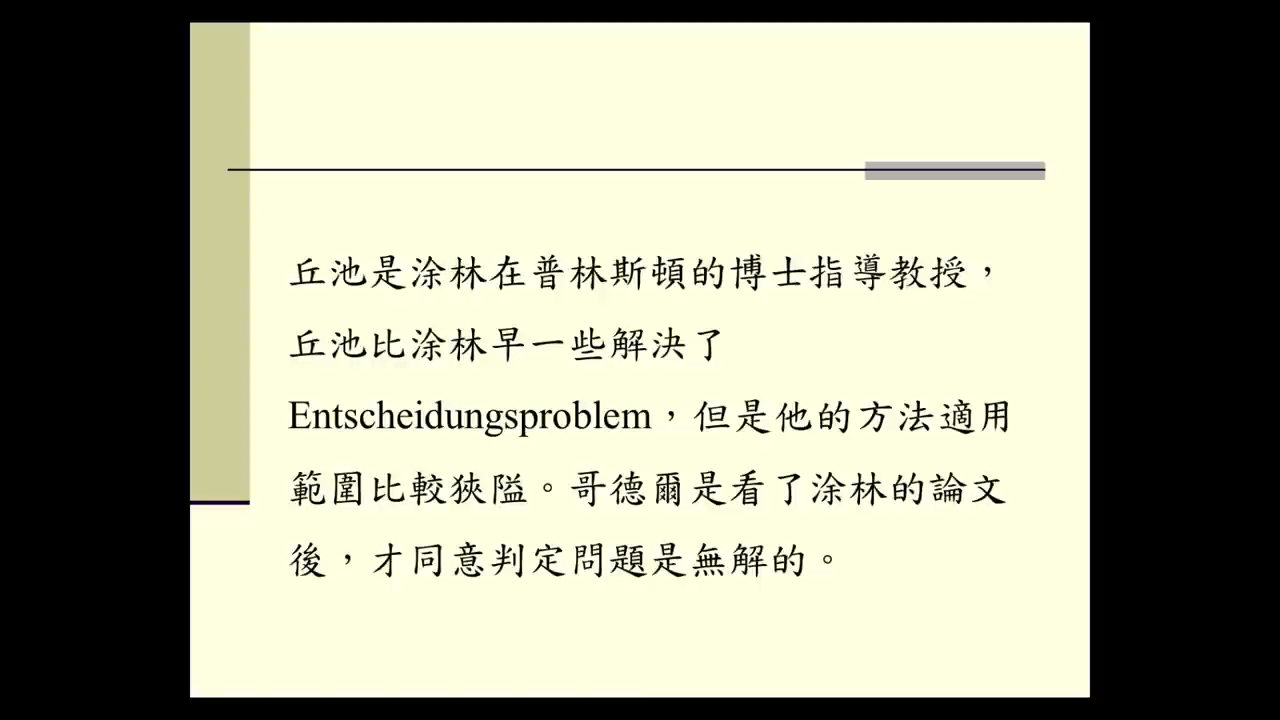 丘池是涂林在普林斯頓的博士指導教授，
丘池比涂林早一些解決了
Entscheidungsproblem，但是他的方法適用
範圍比較狹隘。哥德爾是看了涂林的論文
後，才同意判定問題是無解的。